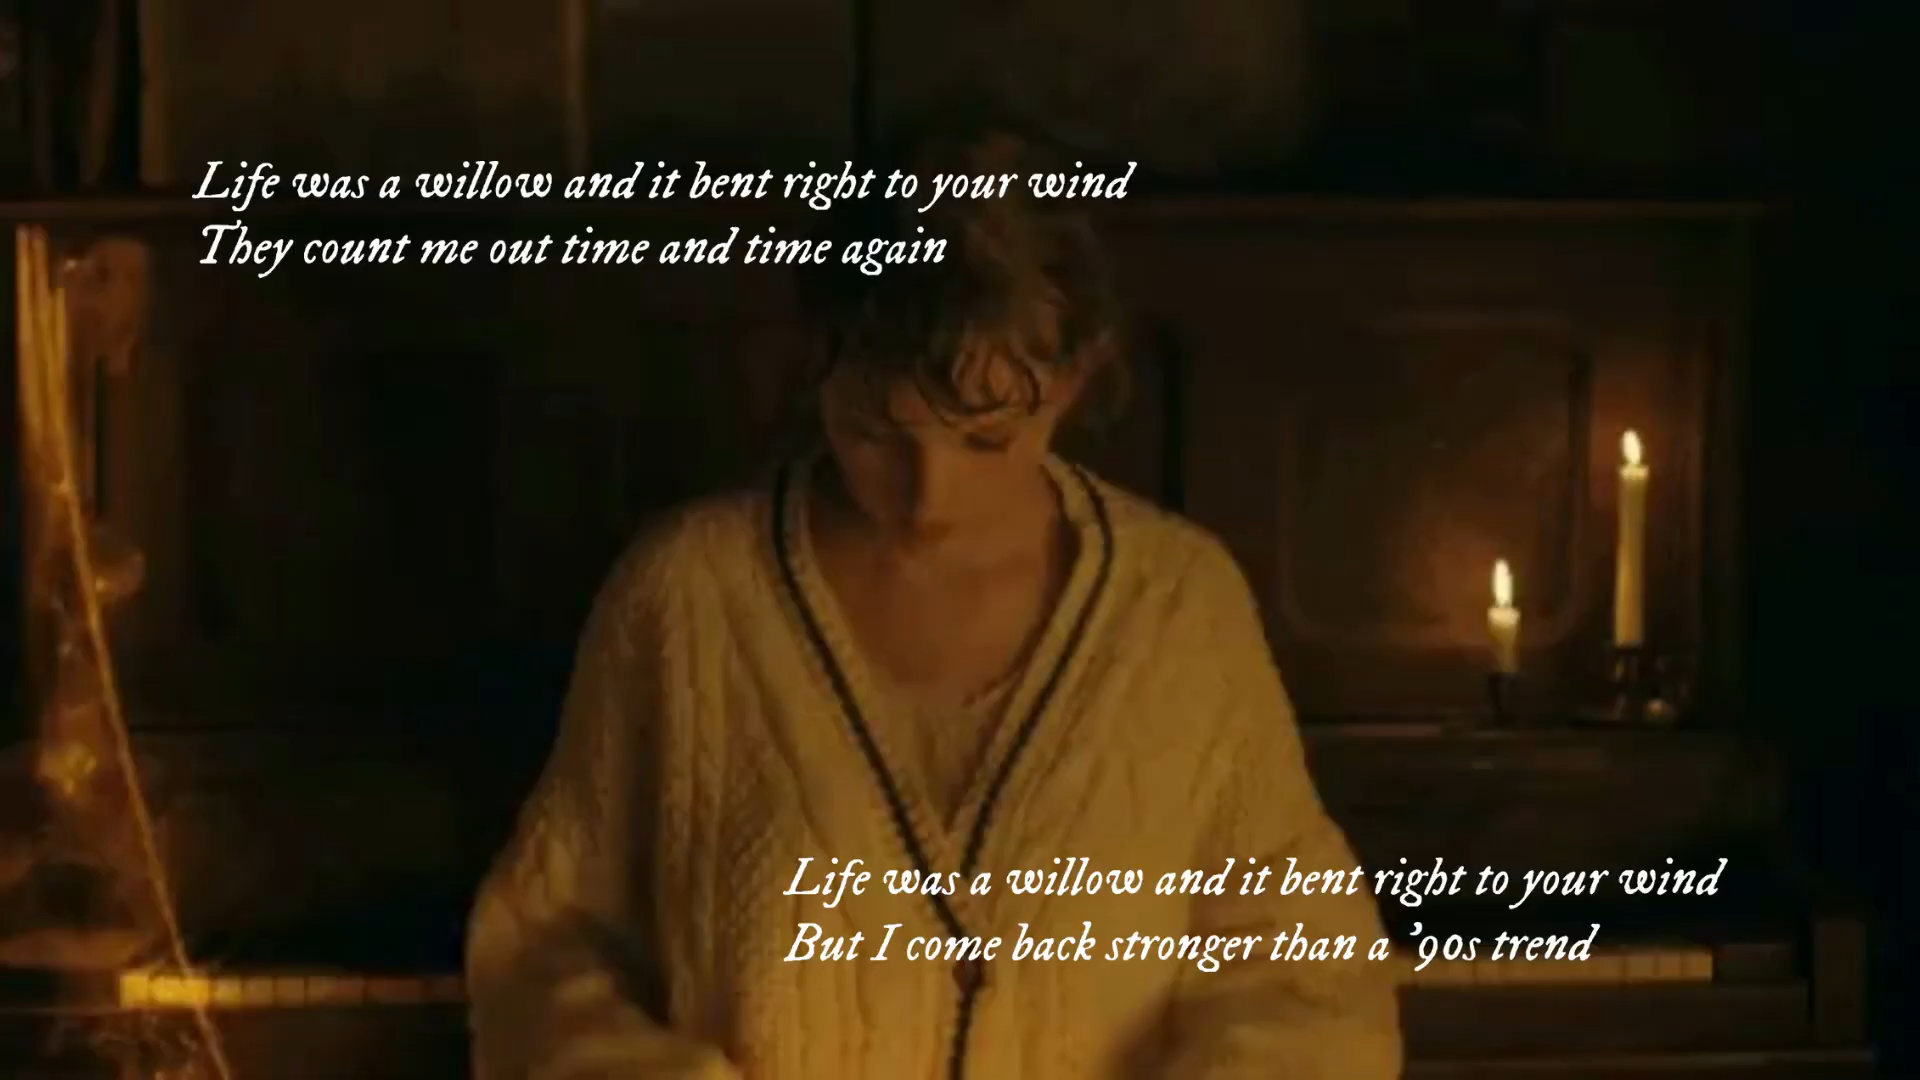 Life was a willow and it bent right to your wind
They count me out time and time again
Life was a willow and it bent right to your wind
But I come back stronger than a '90s trend